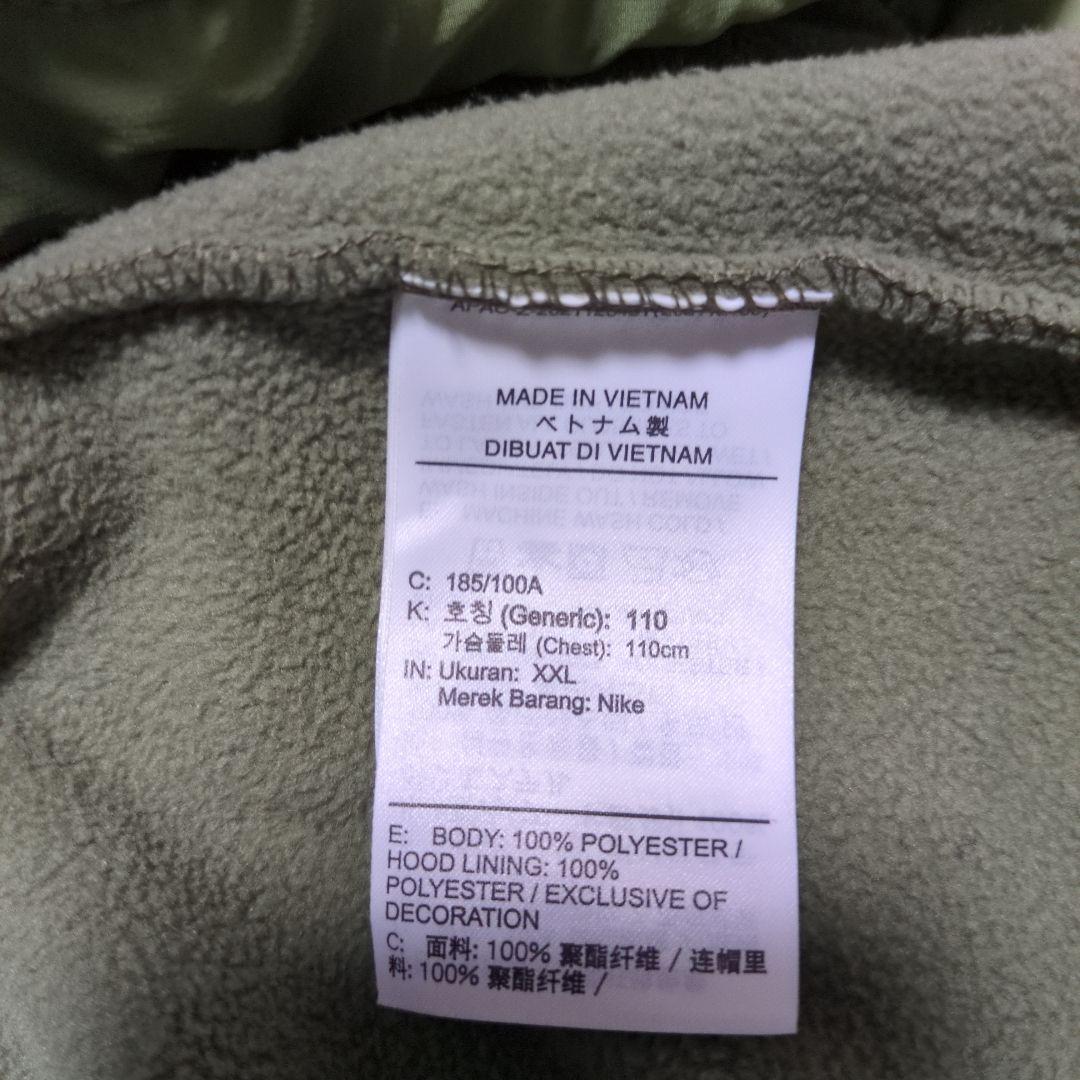 MADE IN VIETNAM
ベトナム製
DIBUAT DI VIETNAM
C: 185/100A
K: 호칭 (Generic): 110
가슴둘레 (Chest): 110cm
IN: Ukuran: XXL
Merek Barang: Nike
E: BODY: 100% POLYESTER /
HOOD LINING: 100%
POLYESTER / EXCLUSIVE OF
DECORATION
C: 面料: 100% 聚酯纤维 / 连帽里
料: 100% 聚酯纤维 /